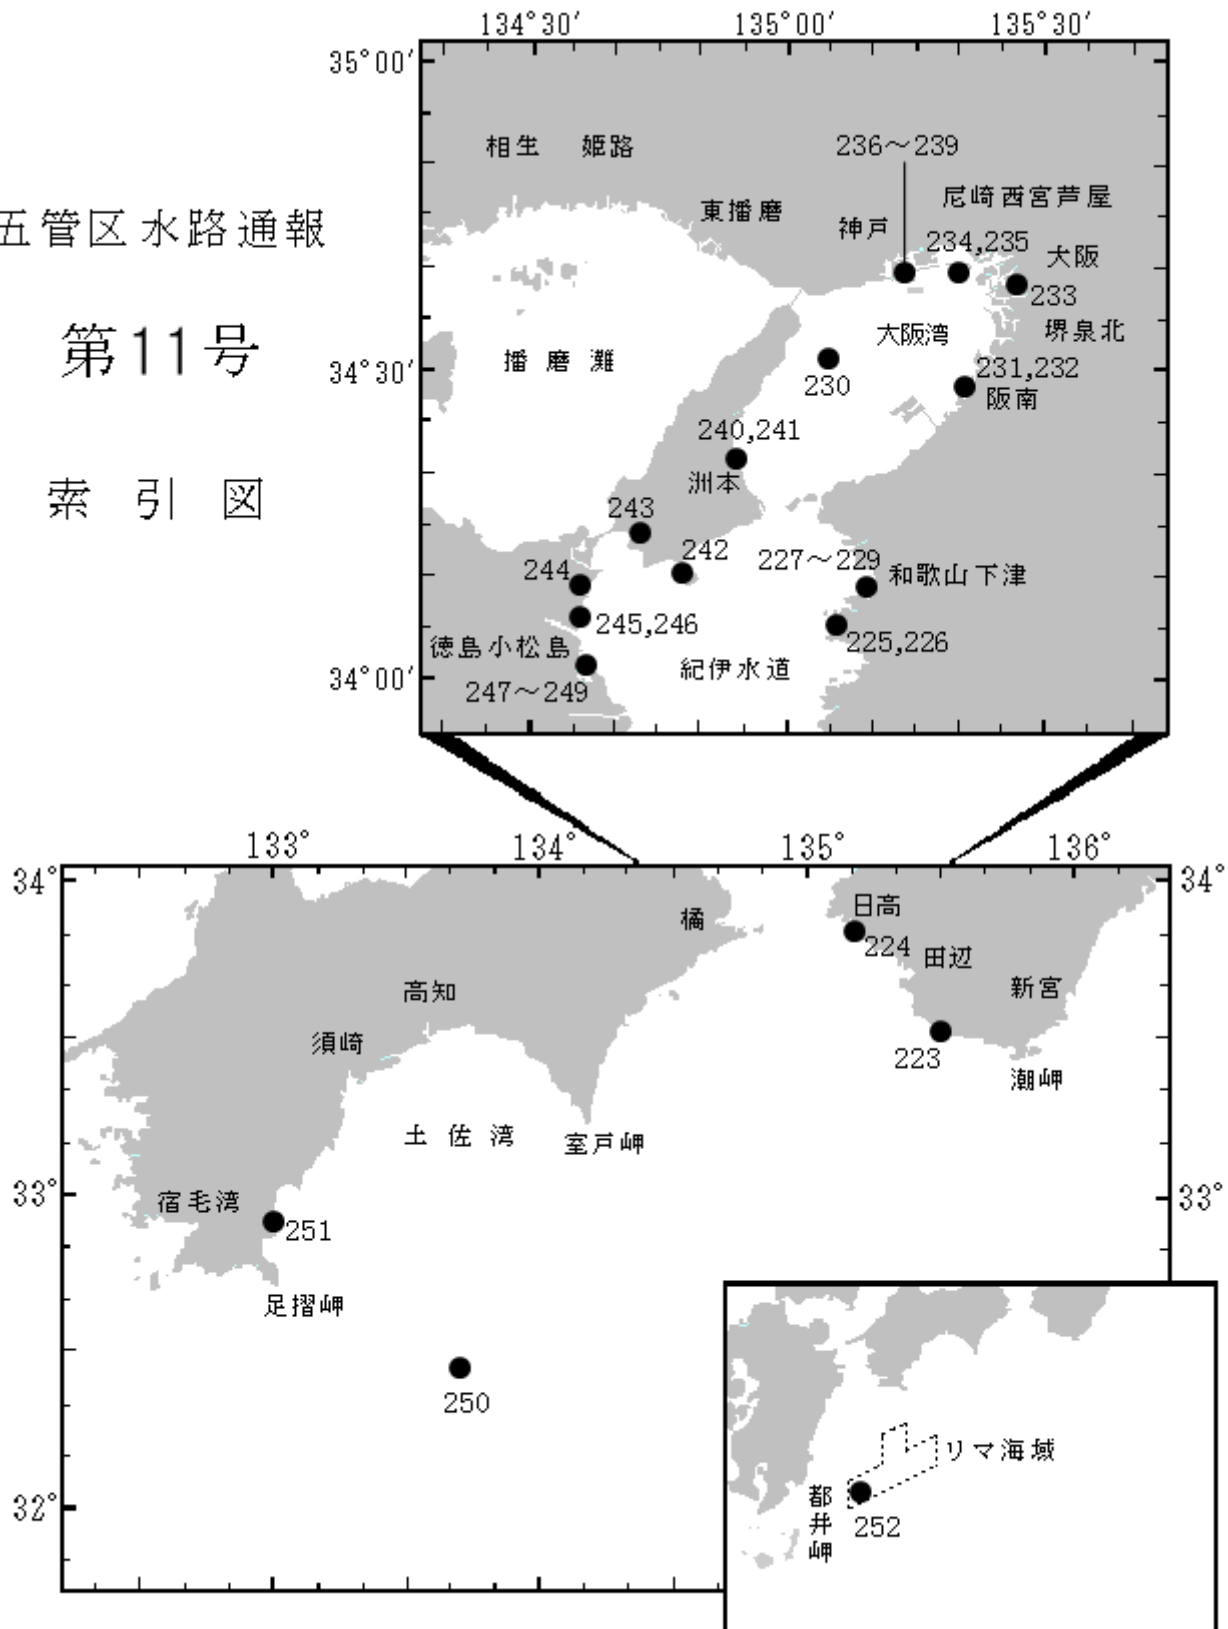 五管区水路通報
第11号
索引図
134°30′ 135°00′ 135°30′
35°00′
34°30′
34°00′
相生 姫路
236～239
尼崎西宮芦屋
東播磨
神戸
234,235
大阪
233
大阪湾
堺泉北
播磨灘
230
231,232
阪南
240,241
洲本
243
242
227～229
244
和歌山下津
245,246
225,226
徳島小松島
紀伊水道
247～249
133° 134° 135° 136°
34° 34°
日高
橘
224
田辺
高知
新宮
須崎
223
潮岬
土佐湾
室戸岬
33° 33°
宿毛湾
251
足摺岬
250
リマ海域
都井岬
252
32°